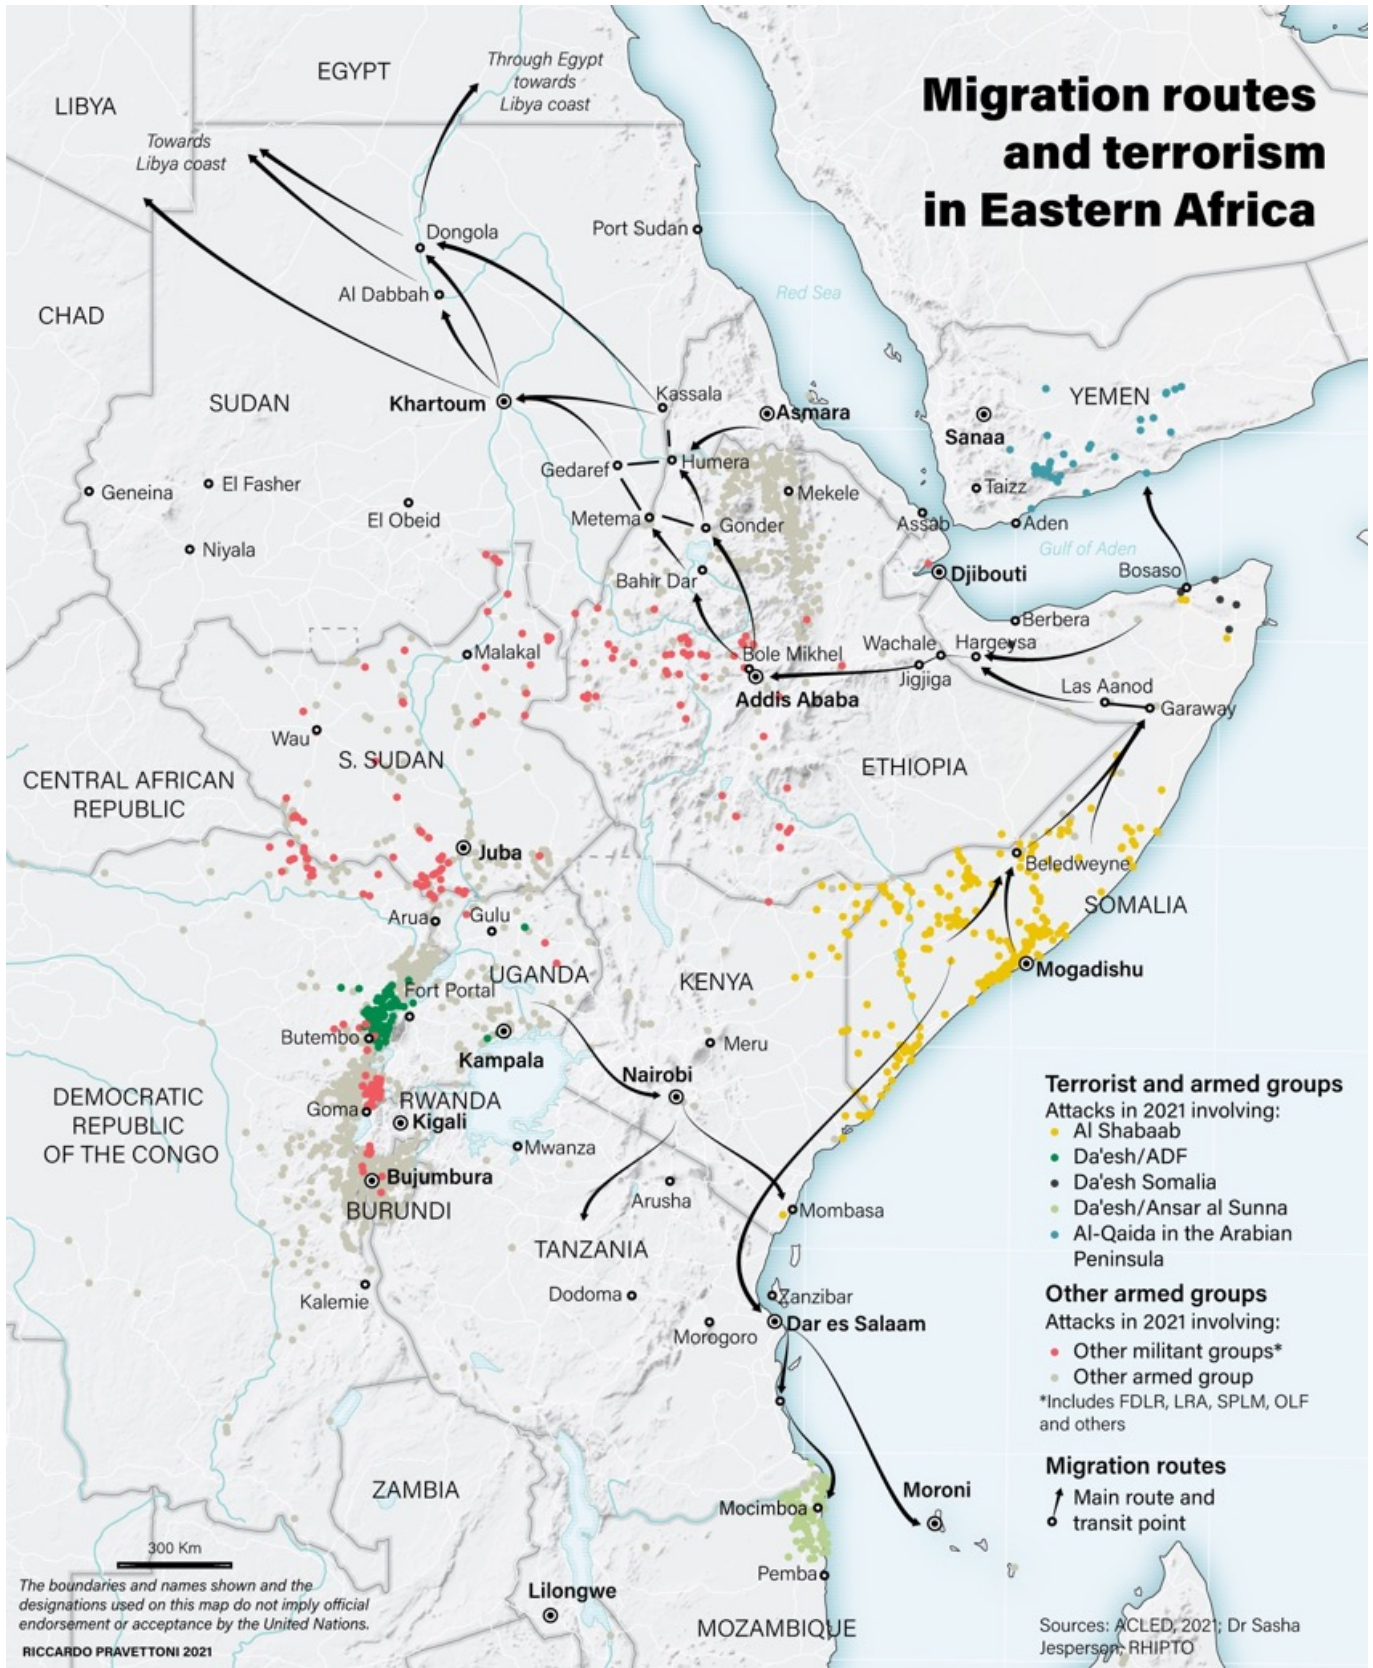 Migration routes
and terrorism
in Eastern Africa
EGYPT
Through Egypt
towards
Libya coast
LIBYA
Towards
Libya coast
Dongola
Port Sudan
Al Dabbah
Red Sea
CHAD
SUDAN
Khartoum
Kassala
Asmara
YEMEN
Sanaa
Gedaref
Humera
Geneina
El Fasher
Mekele
Taizz
El Obeid
Metema
Gonder
Assab
Aden
Niyala
Gulf of Aden
Bahir Dar
Djibouti
Bosaso
Berbera
Malakal
Bole Mikhel
Wachale
Hargeysa
Jigjiga
Addis Ababa
Las Aanod
Garaway
Wau
S. SUDAN
ETHIOPIA
CENTRAL AFRICAN
REPUBLIC
Juba
Beledweyne
SOMALIA
Arua
Gulu
Mogadishu
UGANDA
KENYA
Fort Portal
Butembo
Kampala
Meru
Nairobi
DEMOCRATIC
REPUBLIC
OF THE CONGO
Goma
RWANDA
Kigali
Mwanza
Bujumbura
BURUNDI
Arusha
Mombasa
TANZANIA
Kalemie
Dodoma
Zanzibar
Morogoro
Dar es Salaam
ZAMBIA
Mocimboa
Moroni
Pemba
Lilongwe
MOZAMBIQUE
Terrorist and armed groups
Attacks in 2021 involving:
Al Shabaab
Da'esh/ADF
Da'esh Somalia
Da'esh/Ansar al Sunna
Al-Qaida in the Arabian
Peninsula
Other armed groups
Attacks in 2021 involving:
Other militant groups*
Other armed group
*Includes FDLR, LRA, SPLM, OLF
and others
Migration routes
Main route and
transit point
300 Km
The boundaries and names shown and the
designations used on this map do not imply official
endorsement or acceptance by the United Nations.
RICCARDO PRAVETTONI 2021
Sources: ACLED, 2021; Dr Sasha
Jesperson; RHIPTO